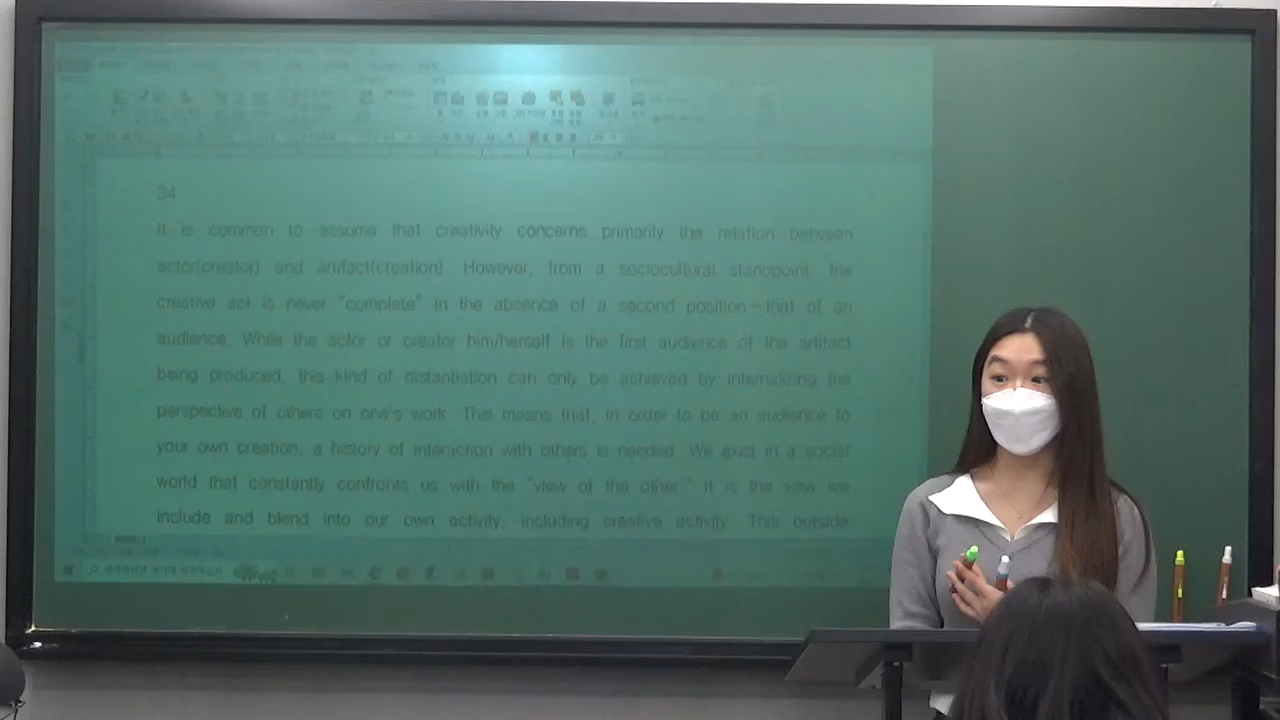 34
It is common to assume that creativity concerns primarily the relation between
actor(creator) and artifact(creation). However, from a sociocultural standpoint, the
creative act is never "complete" in the absence of a second position－that of an
audience. While the actor or creator him/herself is the first audience of the artifact
being produced, this kind of distantiation can only be achieved by internalizing the
perspective of others on one's work. This means that, in order to be an audience to
your own creation, a history of interaction with others is needed. We exist in a social
world that constantly confronts us with the "view of the other." It is the view we
include and blend into our own activity, including creative activity. This outside